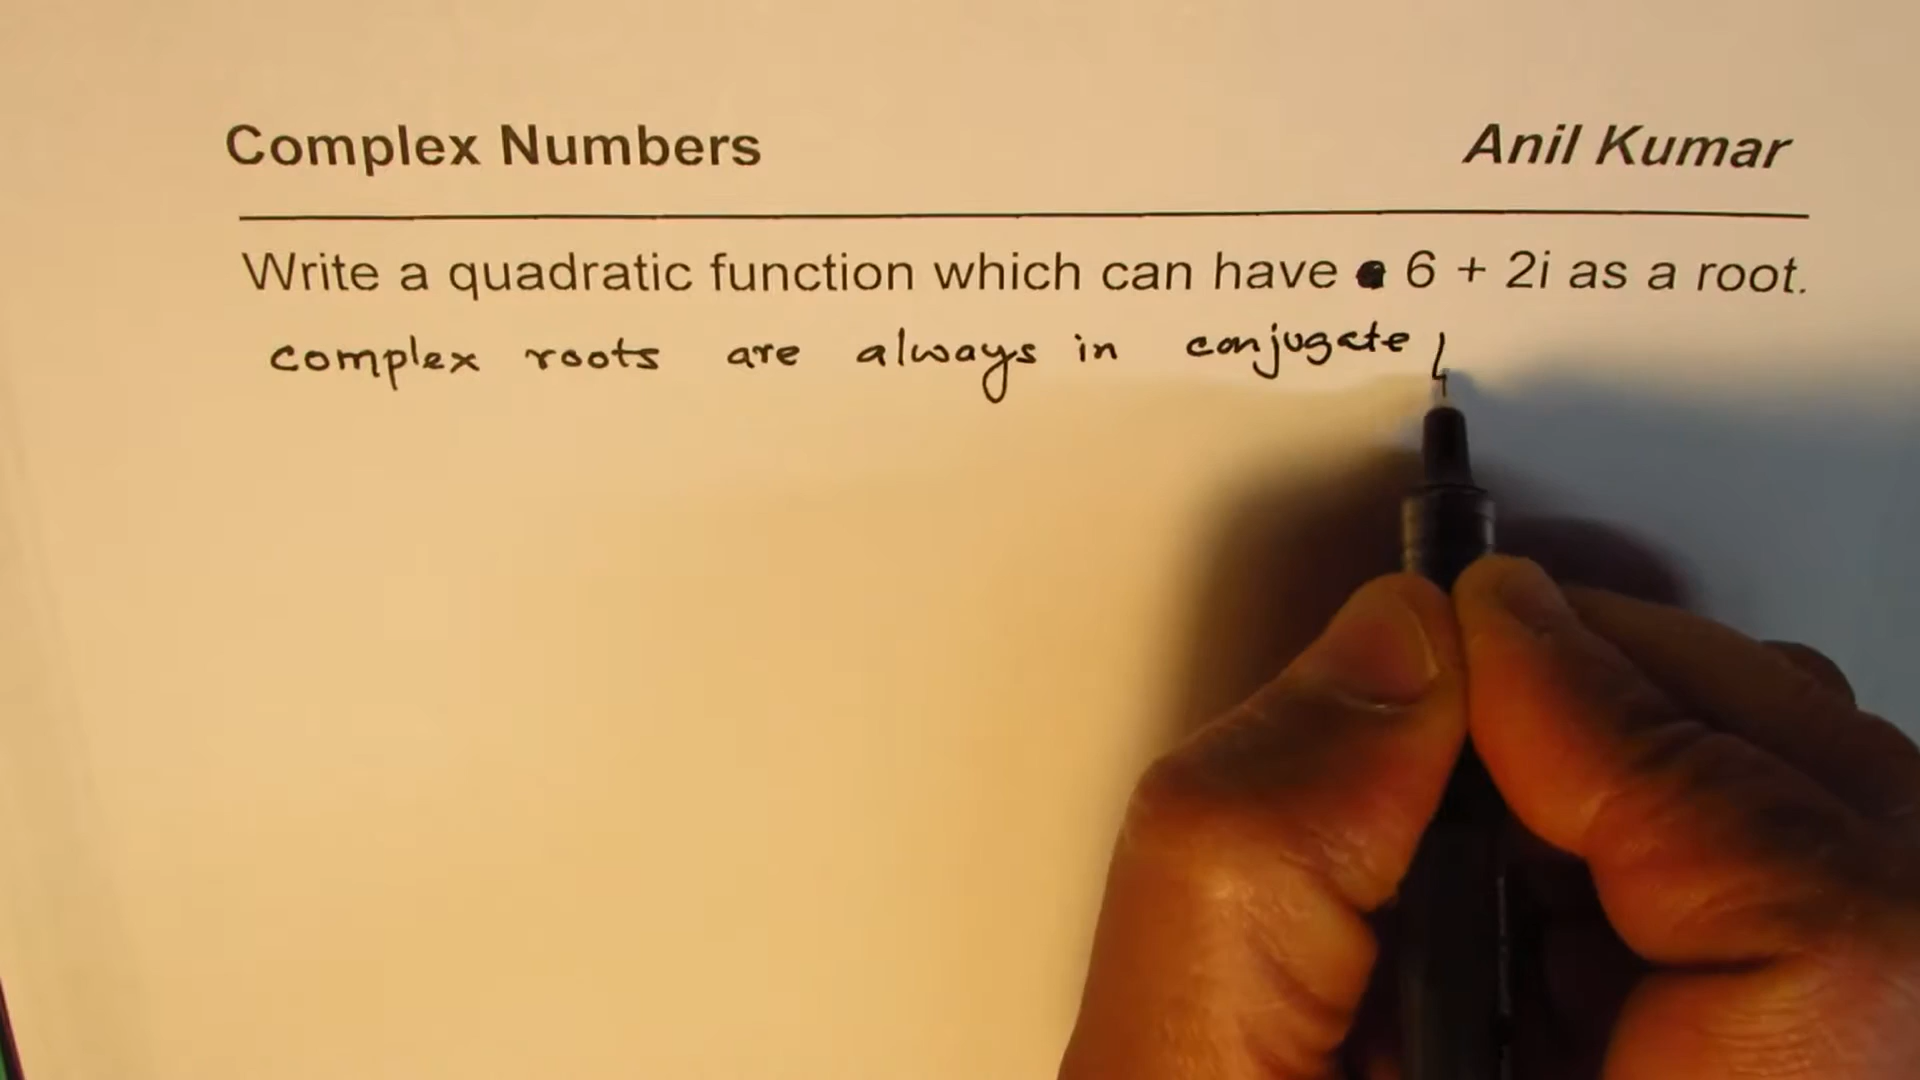 Complex Numbers
Anil Kumar
Write a quadratic function which can have 6 + 2i as a root.
complex roots are always in conjugate